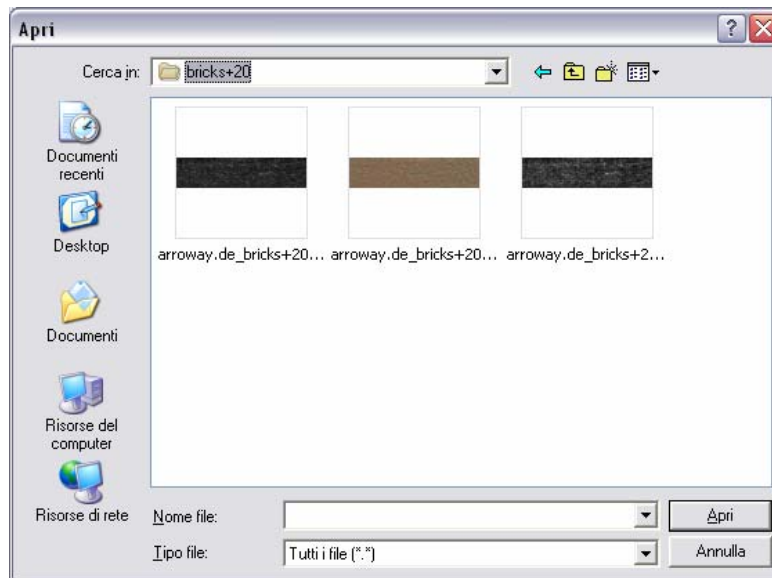 Apri
Cerca in:
bricks+20
Documenti
recenti
Desktop
Documenti
Risorse del
computer
Risorse di rete
arroway.de_bricks+20...
arroway.de_bricks+20...
arroway.de_bricks+2...
Nome file:
Apri
Tipo file:
Tutti i file (*.*)
Annulla